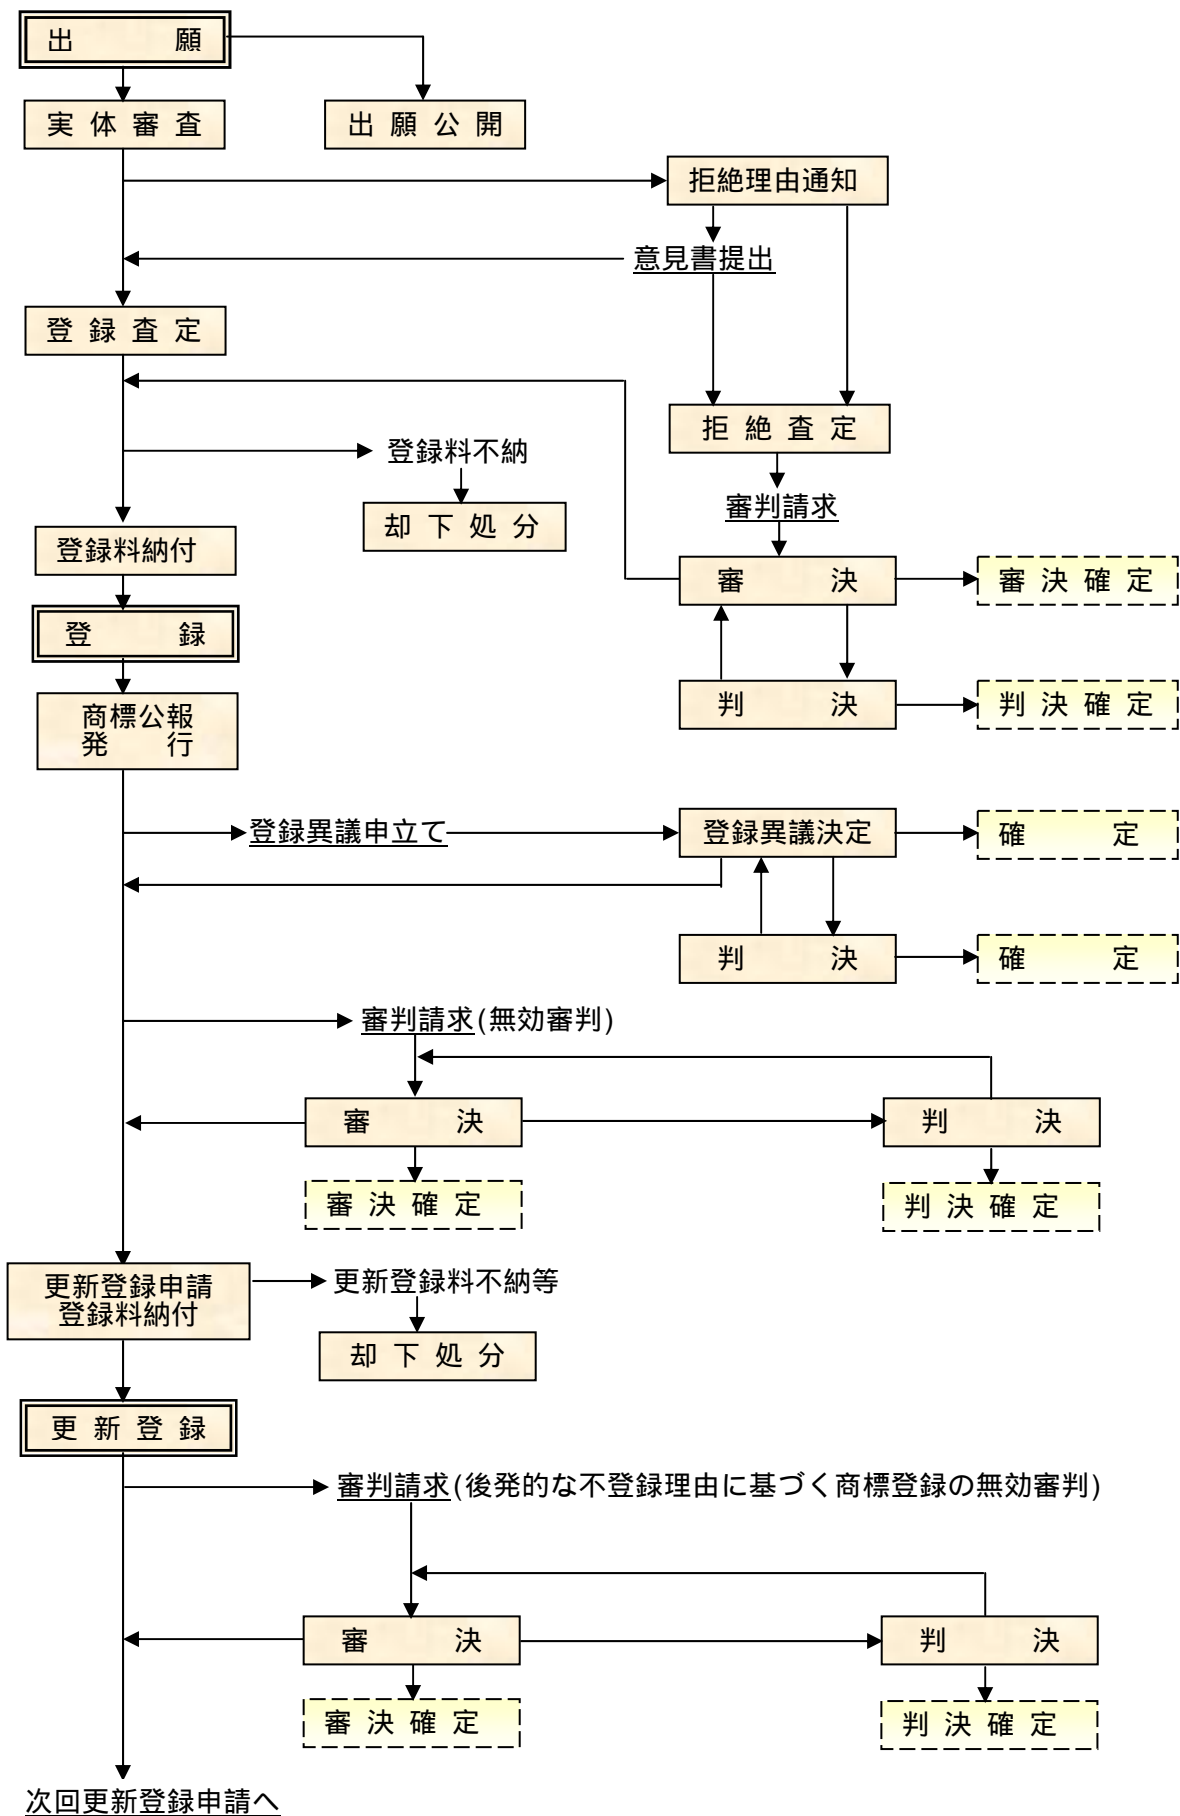 出願
実体審査
出願公開
拒絶理由通知
意見書提出
登録査定
拒絶査定
登録料不納
審判請求
却下処分
登録料納付
審決
審決確定
登録
判決
判決確定
商標公報
発行
登録異議申立て
登録異議決定
確定
判決
確定
審判請求(無効審判)
審決
判決
審決確定
判決確定
更新登録申請
登録料納付
更新登録料不納等
却下処分
更新登録
審判請求(後発的な不登録理由に基づく商標登録の無効審判)
審決
判決
審決確定
判決確定
次回更新登録申請へ